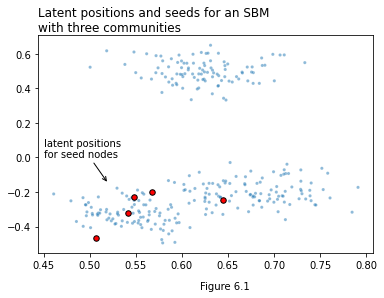 Latent positions and seeds for an SBM
with three communities
0.6
0.4
0.2
0.0
−0.2
−0.4
latent positions
for seed nodes
0.45 0.50 0.55 0.60 0.65 0.70 0.75 0.80
Figure 6.1